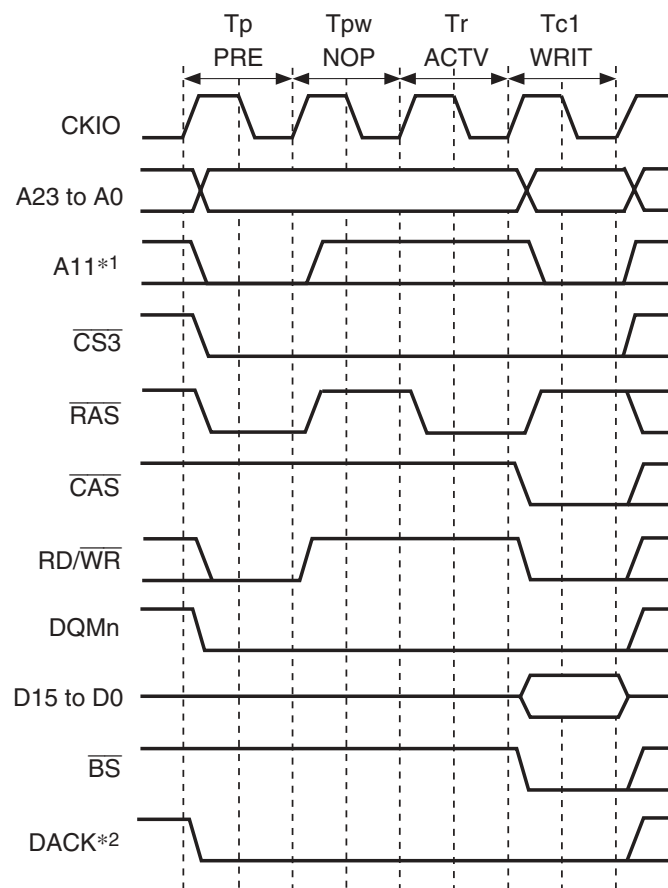 Tp Tpw Tr Tc1
PRE NOP ACTV WRIT
CKIO
A23 to A0
A11*1
CS3
RAS
CAS
RD/WR
DQMn
D15 to D0
BS
DACK*2